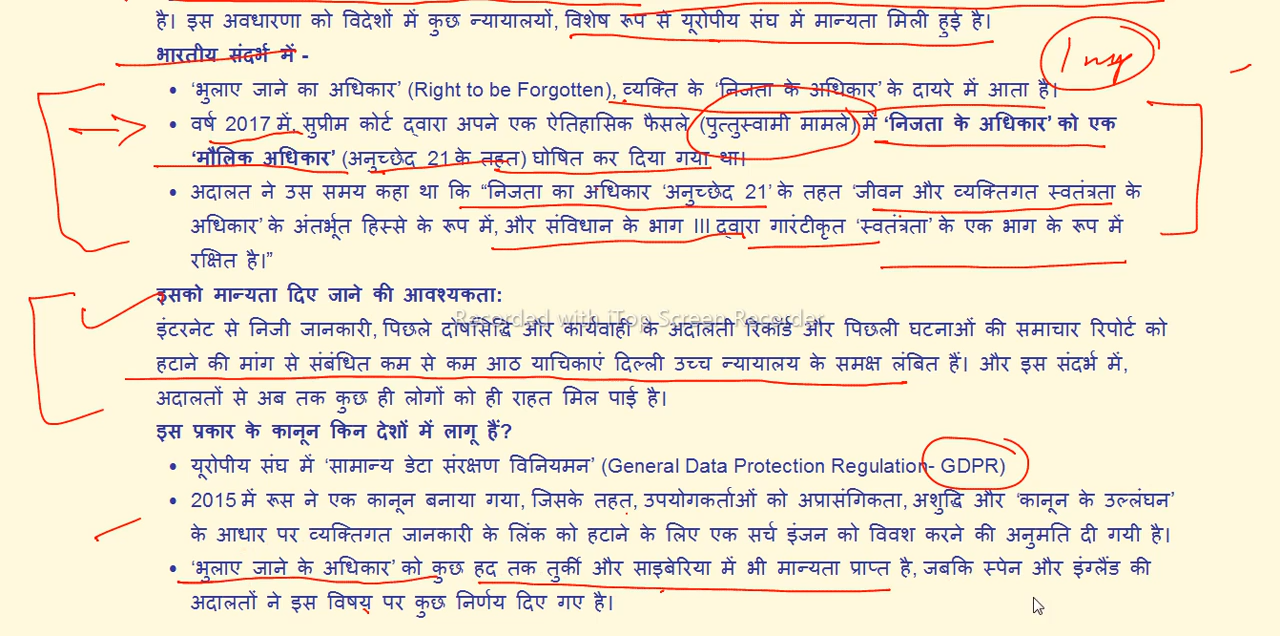 है। इस अवधारणा को विदेशों में कुछ न्यायालयों, विशेष रूप से यूरोपीय संघ में मान्यता मिली हुई है।
भारतीय संदर्भ में -
• ‘भुलाए जाने का अधिकार’ (Right to be Forgotten), व्यक्ति के ‘निजता के अधिकार’ के दायरे में आता है।
• वर्ष 2017 में, सुप्रीम कोर्ट द्वारा अपने एक ऐतिहासिक फैसले (पुत्तुस्वामी मामले) में ‘निजता के अधिकार’ को एक
‘मौलिक अधिकार’ (अनुच्छेद 21 के तहत) घोषित कर दिया गया था।
• अदालत ने उस समय कहा था कि “निजता का अधिकार ‘अनुच्छेद 21’ के तहत ‘जीवन और व्यक्तिगत स्वतंत्रता के
अधिकार’ के अंतर्भूत हिस्से के रूप में, और संविधान के भाग III द्वारा गारंटीकृत ‘स्वतंत्रता’ के एक भाग के रूप में
रक्षित है।”
इसको मान्यता दिए जाने की आवश्यकता:
Recorded with iTop Screen Recorder
इंटरनेट से निजी जानकारी, पिछले दोषसिद्धि और कार्यवाही के अदालती रिकॉर्ड और पिछली घटनाओं की समाचार रिपोर्ट को
हटाने की मांग से संबंधित कम से कम आठ याचिकाएं दिल्ली उच्च न्यायालय के समक्ष लंबित हैं। और इस संदर्भ में,
अदालतों से अब तक कुछ ही लोगों को ही राहत मिल पाई है।
इस प्रकार के कानून किन देशों में लागू हैं?
• यूरोपीय संघ में ‘सामान्य डेटा संरक्षण विनियमन’ (General Data Protection Regulation- GDPR)
• 2015 में रूस ने एक कानून बनाया गया, जिसके तहत, उपयोगकर्ताओं को अप्रासंगिकता, अशुद्धि और ‘कानून के उल्लंघन’
के आधार पर व्यक्तिगत जानकारी के लिंक को हटाने के लिए एक सर्च इंजन को विवश करने की अनुमति दी गयी है।
• ‘भुलाए जाने के अधिकार’ को कुछ हद तक तुर्की और साइबेरिया में भी मान्यता प्राप्त है, जबकि स्पेन और इंग्लैंड की
अदालतों ने इस विषय पर कुछ निर्णय दिए गए है।